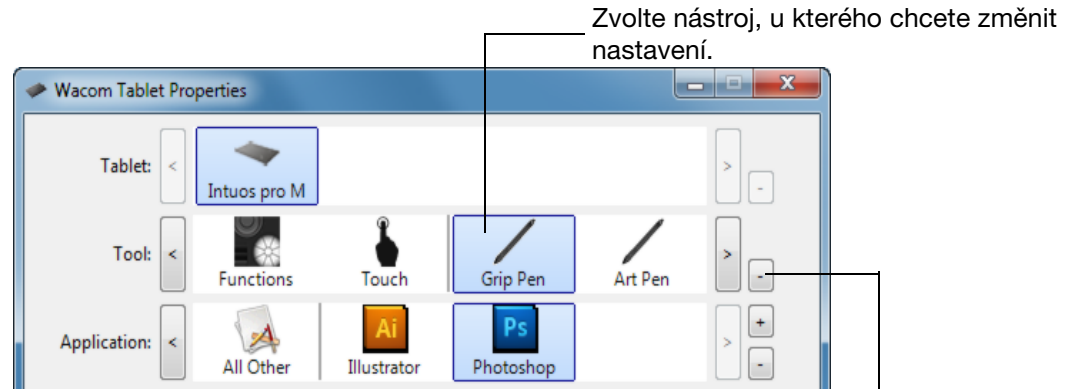 Zvolte nástroj, u kterého chcete změnit
nastavení.
Wacom Tablet Properties
Tablet: <
Intuos pro M
> -
Tool: <
Functions Touch Grip Pen Art Pen
> -
Application: <
All Other
Ai
Illustrator
Ps
Photoshop
> + -